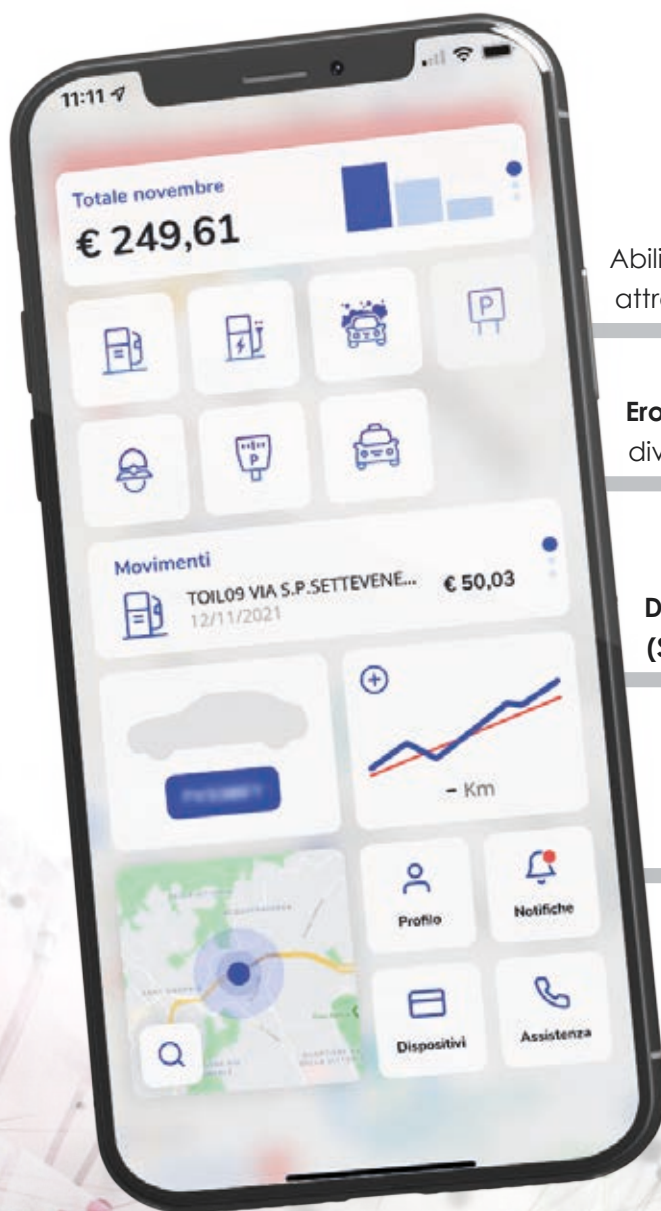 11:11
Totale novembre
€ 249,61
P
P
Movimenti
TOIL09 VIA S.P.SETTEVENE...
€ 50,03
12/11/2021
- Km
Profilo
Notifiche
Dispositivi
Assistenza
Abili
attr
Ero
div
D
(S